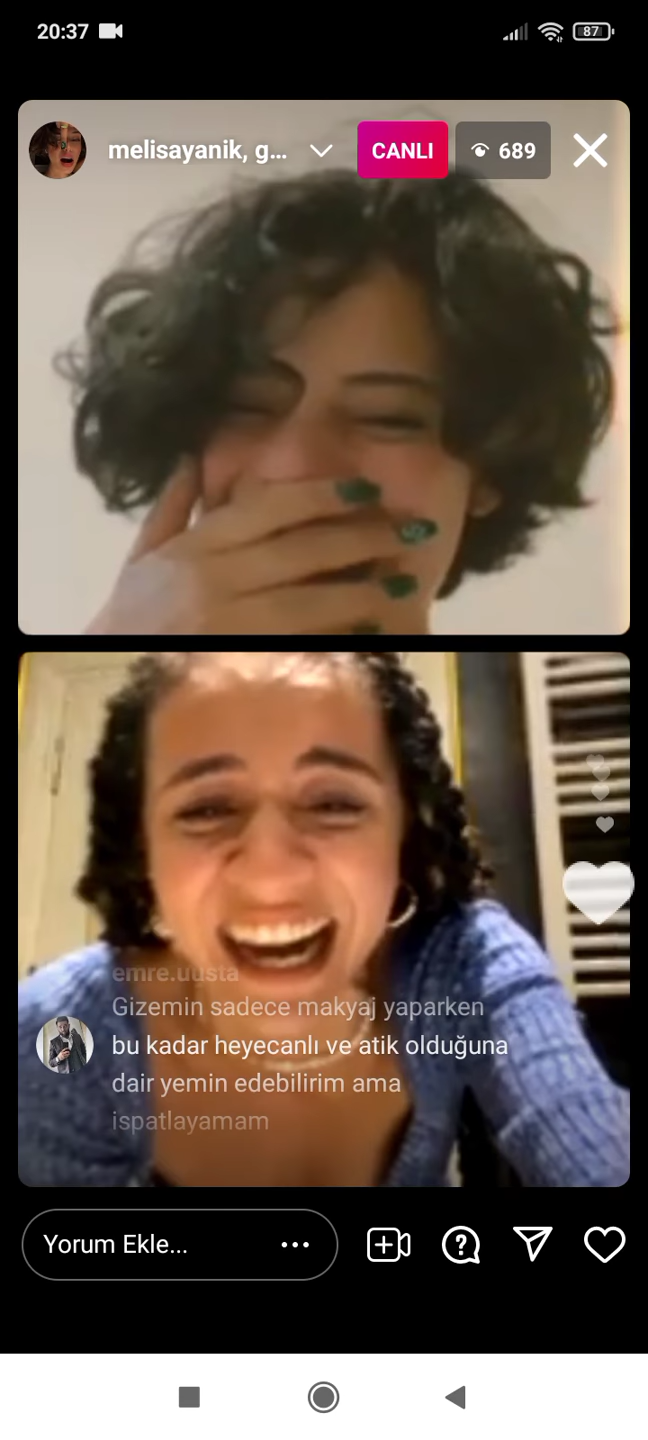 20:37
87
melisayanik, g...
CANLI
689
emre.uusta
Gizemin sadece makyaj yaparken
bu kadar heyecanlı ve atik olduğuna
dair yemin edebilirim ama
ispatlayamam
Yorum Ekle...